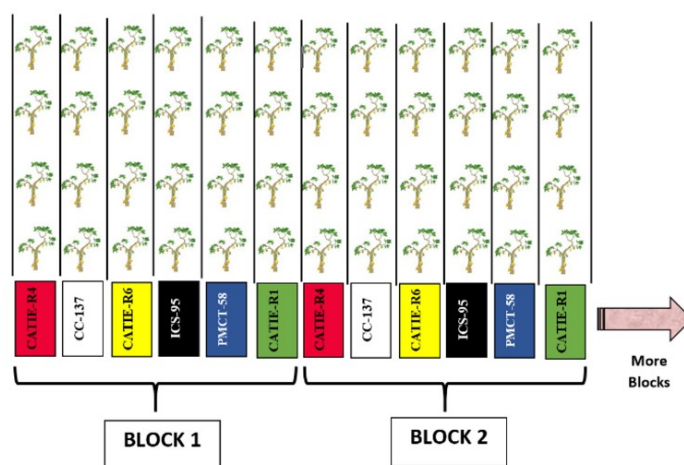 CATIE-R4
CC-137
CATIE-R6
ICS-95
PMCT-58
CATIE-R1
CATIE-R4
CC-137
CATIE-R6
ICS-95
PMCT-58
CATIE-R1
More
Blocks
BLOCK 1
BLOCK 2